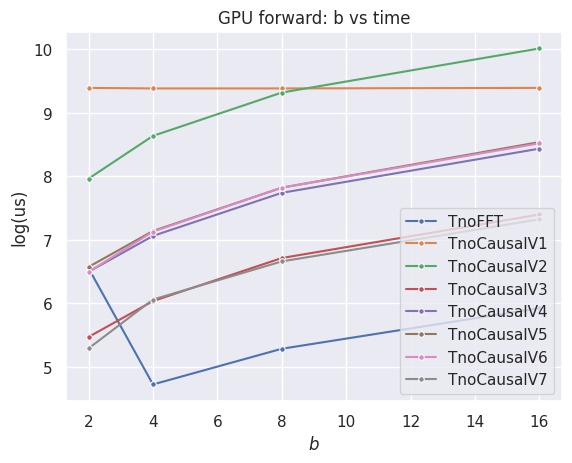 GPU forward: b vs time
log(us)
10
9
8
7
6
5
2
4
6
8
10
12
14
16
b
TnoFFT
TnoCausalV1
TnoCausalV2
TnoCausalV3
TnoCausalV4
TnoCausalV5
TnoCausalV6
TnoCausalV7